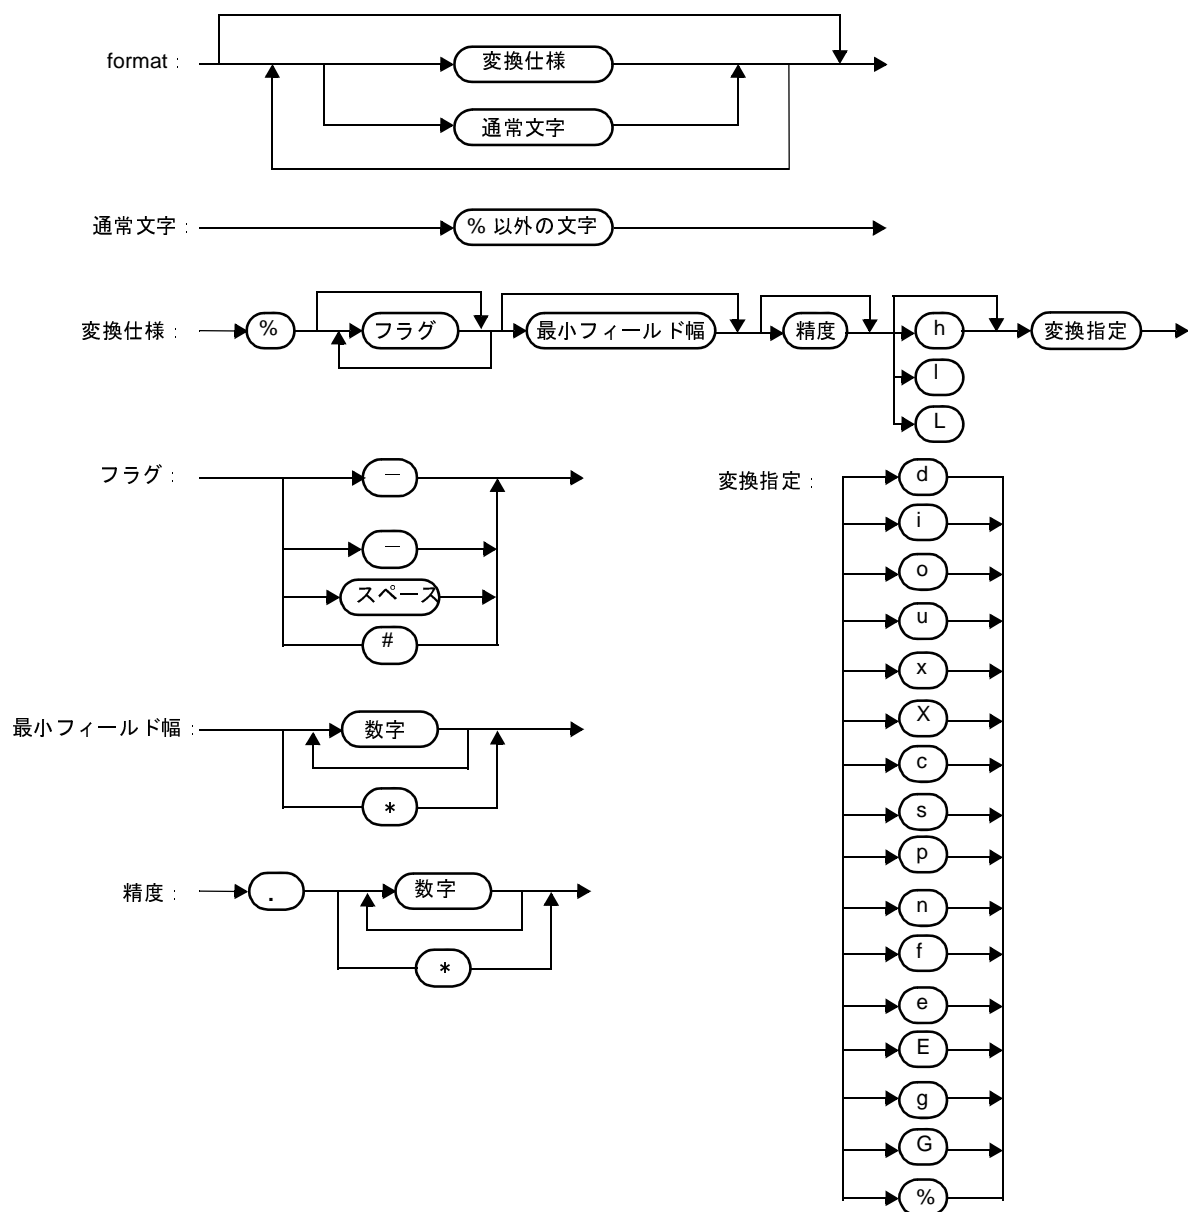 format :
変換仕様
通常文字
通常文字 :
% 以外の文字
変換仕様 :
%
フラグ
最小フィールド幅
精度
h
変換指定
l
L
フラグ :
－
－
スペース
#
最小フィールド幅 :
数字
*
精度 :
.
数字
*
変換指定 :
d
i
o
u
x
X
c
s
p
n
f
e
E
g
G
%